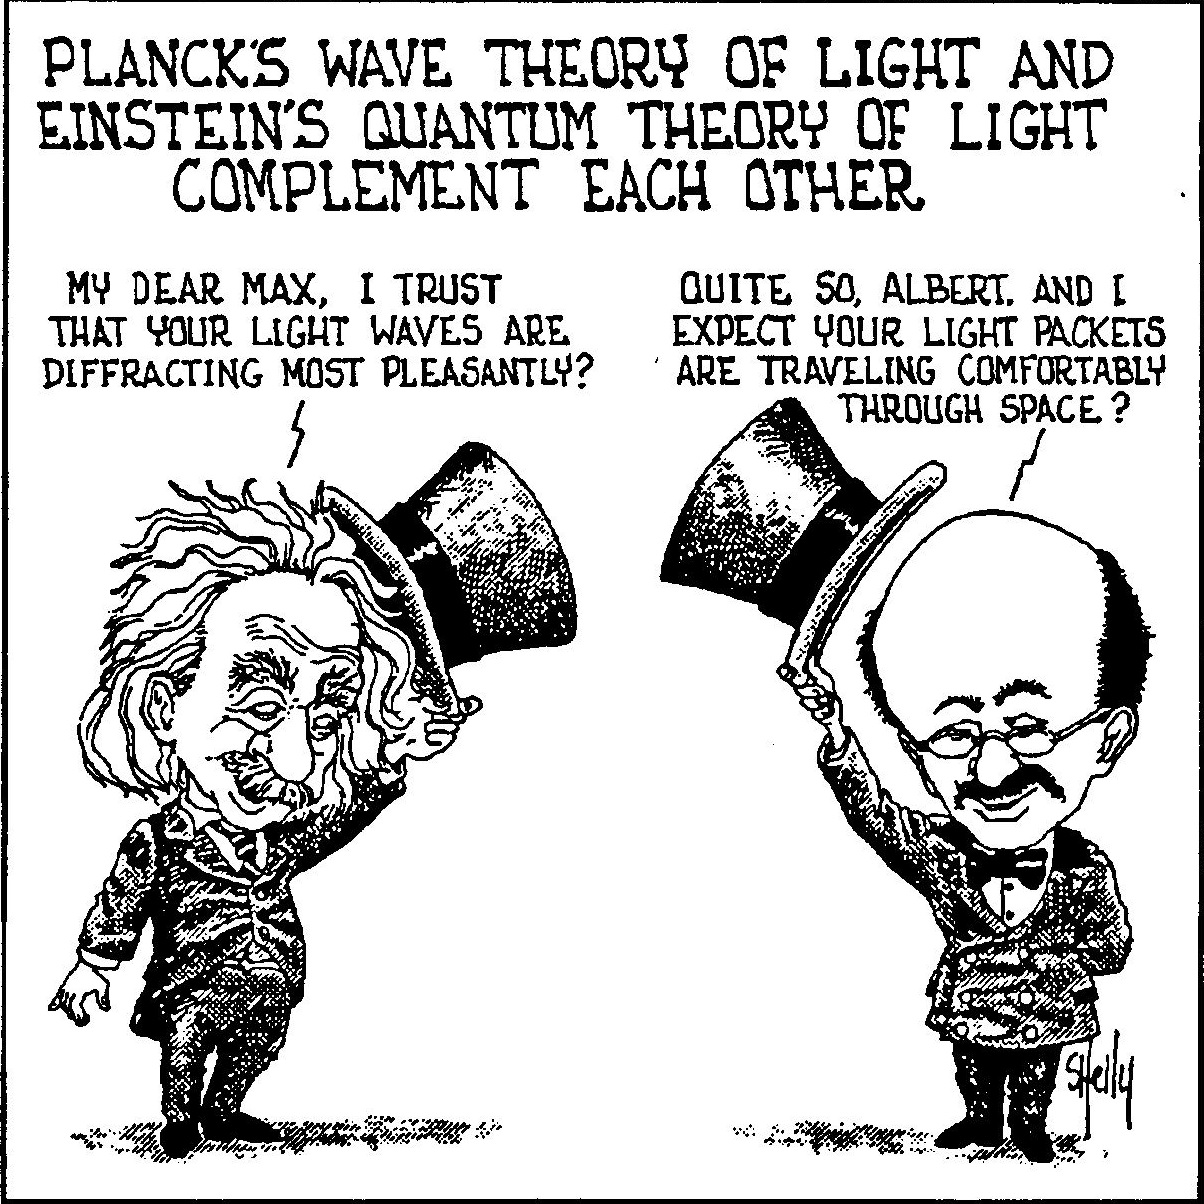 PLANCK'S WAVE THEORY OF LIGHT AND
EINSTEIN'S QUANTUM THEORY OF LIGHT
COMPLEMENT EACH OTHER
MY DEAR MAX, I TRUST
THAT YOUR LIGHT WAVES ARE
DIFFRACTING MOST PLEASANTLY?
QUITE SO, ALBERT. AND I
EXPECT YOUR LIGHT PACKETS
ARE TRAVELING COMFORTABLY
THROUGH SPACE?